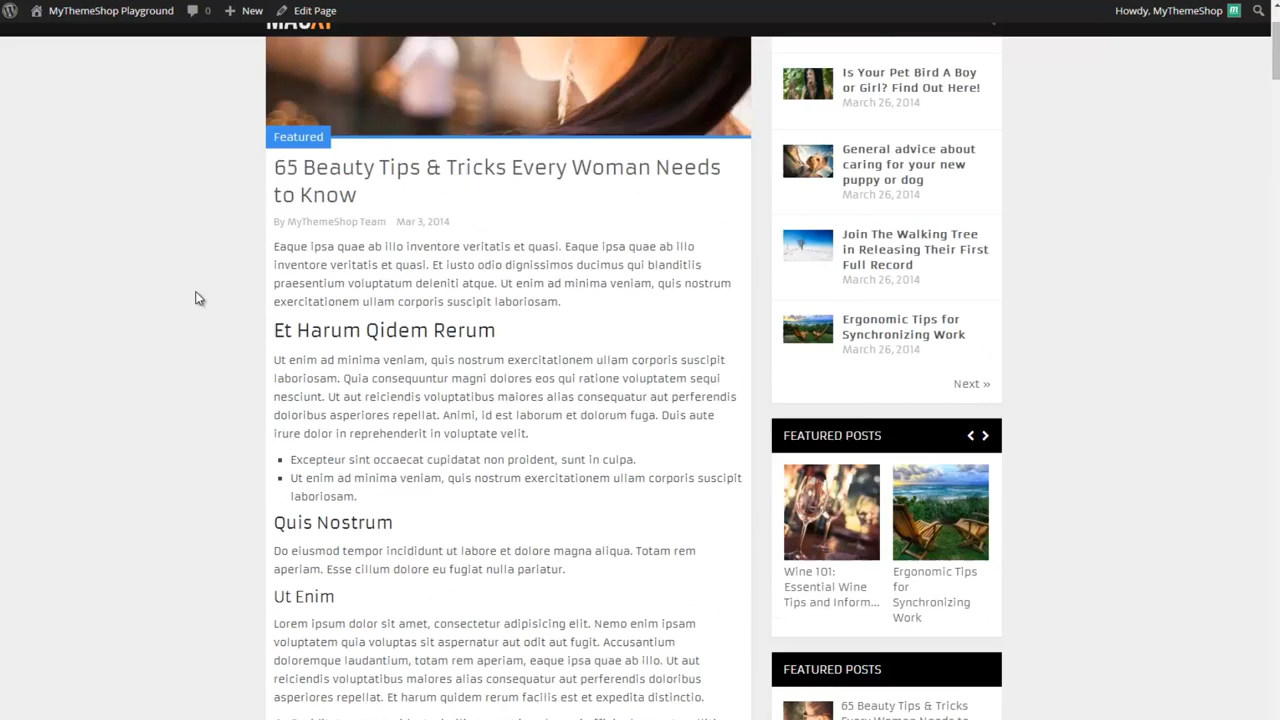 MyThemeShop Playground
0
New
Edit Page
Howdy, MyThemeShop
Featured
65 Beauty Tips & Tricks Every Woman Needs
to Know
By MyThemeShop Team Mar 3, 2014
Eaque ipsa quae ab illo inventore veritatis et quasi. Eaque ipsa quae ab illo
inventore veritatis et quasi. Et iusto odio dignissimos ducimus qui blanditiis
praesentium voluptatum deleniti atque. Ut enim ad minima veniam, quis nostrum
exercitationem ullam corporis suscipit laboriosam.
Et Harum Qidem Rerum
Ut enim ad minima veniam, quis nostrum exercitationem ullam corporis suscipit
laboriosam. Quia consequuntur magni dolores eos qui ratione voluptatem sequi
nesciunt. Ut aut reiciendis voluptatibus maiores alias consequatur aut perferendis
doloribus asperiores repellat. Animi, id est laborum et dolorum fuga. Duis aute
irure dolor in reprehenderit in voluptate velit.
Excepteur sint occaecat cupidatat non proident, sunt in culpa.
Ut enim ad minima veniam, quis nostrum exercitationem ullam corporis suscipit
laboriosam.
Quis Nostrum
Do eiusmod tempor incididunt ut labore et dolore magna aliqua. Totam rem
aperiam. Esse cillum dolore eu fugiat nulla pariatur.
Ut Enim
Lorem ipsum dolor sit amet, consectetur adipisicing elit. Nemo enim ipsam
voluptatem quia voluptas sit aspernatur aut odit aut fugit. Accusantium
doloremque laudantium, totam rem aperiam, eaque ipsa quae ab illo. Ut aut
reiciendis voluptatibus maiores alias consequatur aut perferendis doloribus
asperiores repellat. Et harum quidem rerum facilis est et expedita distinctio.
Is Your Pet Bird A Boy
or Girl? Find Out Here!
March 26, 2014
General advice about
caring for your new
puppy or dog
March 26, 2014
Join The Walking Tree
in Releasing Their First
Full Record
March 26, 2014
Ergonomic Tips for
Synchronizing Work
March 26, 2014
Next »
FEATURED POSTS
Wine 101:
Essential Wine
Tips and Inform...
Ergonomic Tips
for
Synchronizing
Work
FEATURED POSTS
65 Beauty Tips & Tricks
Every Woman Needs to